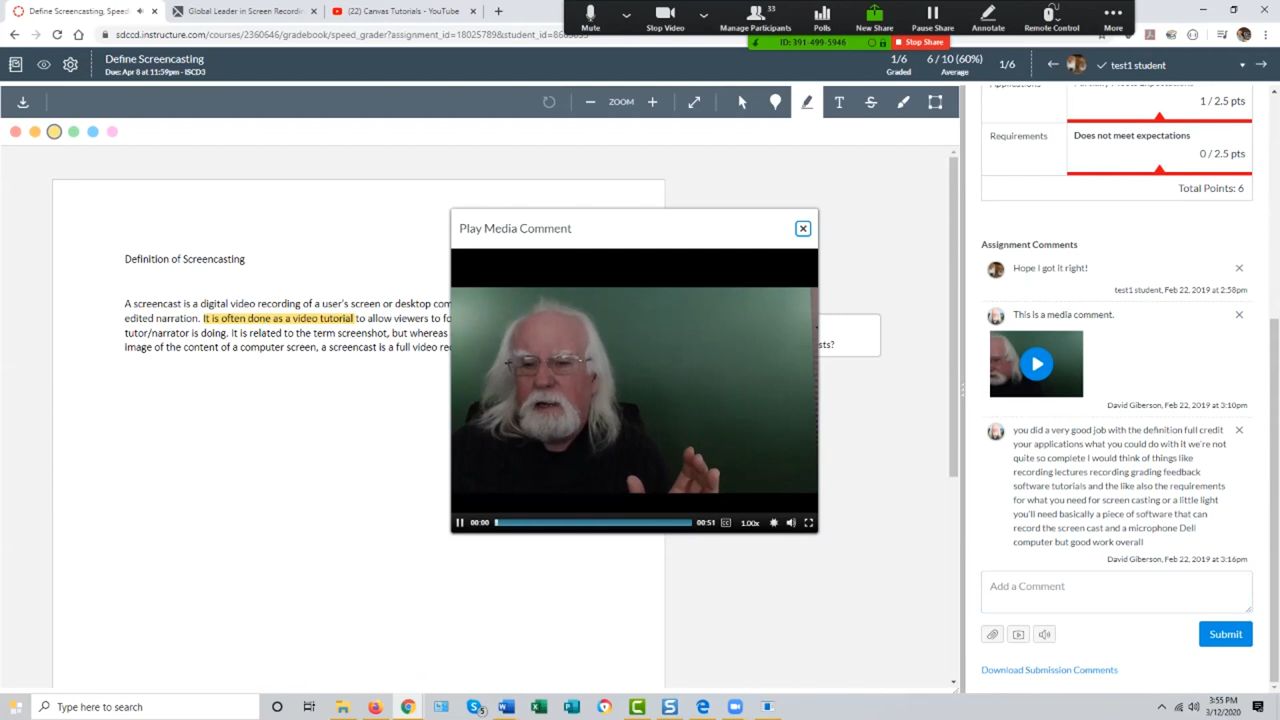 Define Screencasting, Speed
Global Leader in Screen Recordin
(22) Canvas Tutorials - YouTube
Mute
Stop Video
33
Manage Participants
Polls
New Share
Pause Share
Annotate
Remote Control
More
ID: 391-499-5946
Stop Share
Define Screencasting
Due: Apr 8 at 11:59pm - ISCD3
1/6
Graded
6 / 10 (60%)
Average
1/6
test1 student
ZOOM
T
Definition of Screencasting
A screencast is a digital video recording of a user's screen or desktop com
edited narration. It is often done as a video tutorial to allow viewers to fo
tutor/narrator is doing. It is related to the term screenshot, but whereas
image of the content of a computer screen, a screencast is a full video re
sts?
Play Media Comment
00:00
00:51
CC
1.00x
Applications
Partially Meets Expectations
1 / 2.5 pts
Requirements
Does not meet expectations
0 / 2.5 pts
Total Points: 6
Assignment Comments
Hope I got it right!
test1 student, Feb 22, 2019 at 2:58pm
This is a media comment.
David Giberson, Feb 22, 2019 at 3:10pm
you did a very good job with the definition full credit
your applications what you could do with it we're not
quite so complete I would think of things like
recording lectures recording grading feedback
software tutorials and the like also the requirements
for what you need for screen casting or a little light
you'll need basically a piece of software that can
record the screen cast and a microphone Dell
computer but good work overall
David Giberson, Feb 22, 2019 at 3:16pm
Add a Comment
Submit
Download Submission Comments
Type here to search
3:55 PM
3/12/2020